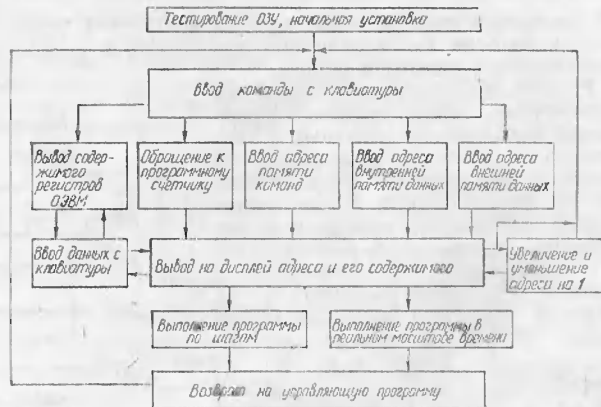 Тестирование ОЗУ, начальная установка
Ввод команды с клавиатуры
Вывод содер-
жимого
регистров
ОЭВМ
Обращение к
программному
счетчику
Ввод адреса
памяти
команд
Ввод адреса
внутренней
памяти данных
Ввод адреса
внешней
памяти данных
Ввод данных с
клавиатуры
Вывод на дисплей адреса и его содержимого
Увеличение и
уменьшение
адреса на 1
Выполнение программы
по шагам
Выполнение программы в
реальном масштабе времени
Возврат на управляющую программу